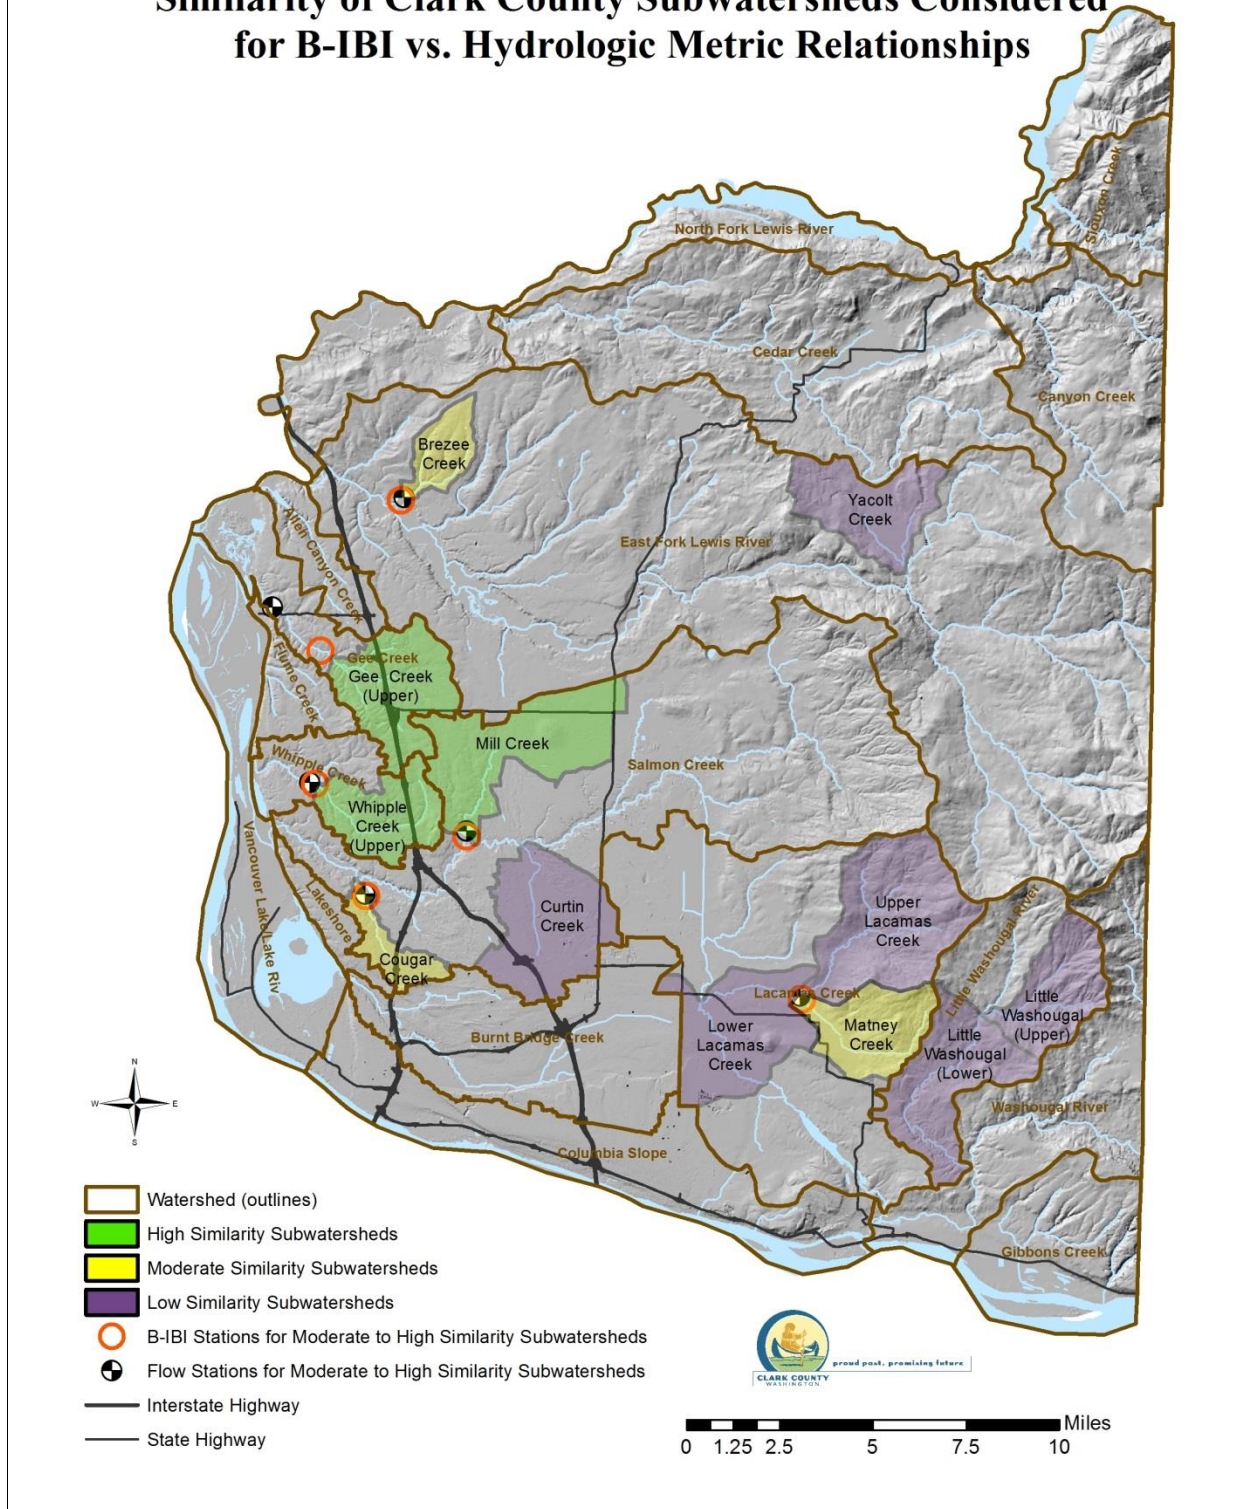 Similarity of Clark County Subwatersheds Considered
for B-IBI vs. Hydrologic Metric Relationships
Siouxon Creek
North Fork Lewis River
Cedar Creek
Canyon Creek
Brezee
Creek
Yacolt
Creek
Allen Canyon Creek
East Fork Lewis River
Gee Creek
Gee Creek
(Upper)
Flume Creek
Mill Creek
Whipple Creek
Salmon Creek
Whipple
Creek
(Upper)
Vancouver Lake/Lake Riv
Lakeshore
Curtin
Creek
Upper
Lacamas
Creek
Little Washougal River
Cougar
Creek
Lacamas Creek
Little
Washougal
(Upper)
Lower
Lacamas
Creek
Matney
Creek
Little
Washougal
(Lower)
Burnt Bridge Creek
Washougal River
Columbia Slope
Gibbons Creek
N
W
E
S
Watershed (outlines)
High Similarity Subwatersheds
Moderate Similarity Subwatersheds
Low Similarity Subwatersheds
B-IBI Stations for Moderate to High Similarity Subwatersheds
Flow Stations for Moderate to High Similarity Subwatersheds
Interstate Highway
State Highway
proud past, promising future
CLARK COUNTY
WASHINGTON
Miles
0 1.25 2.5 5 7.5 10